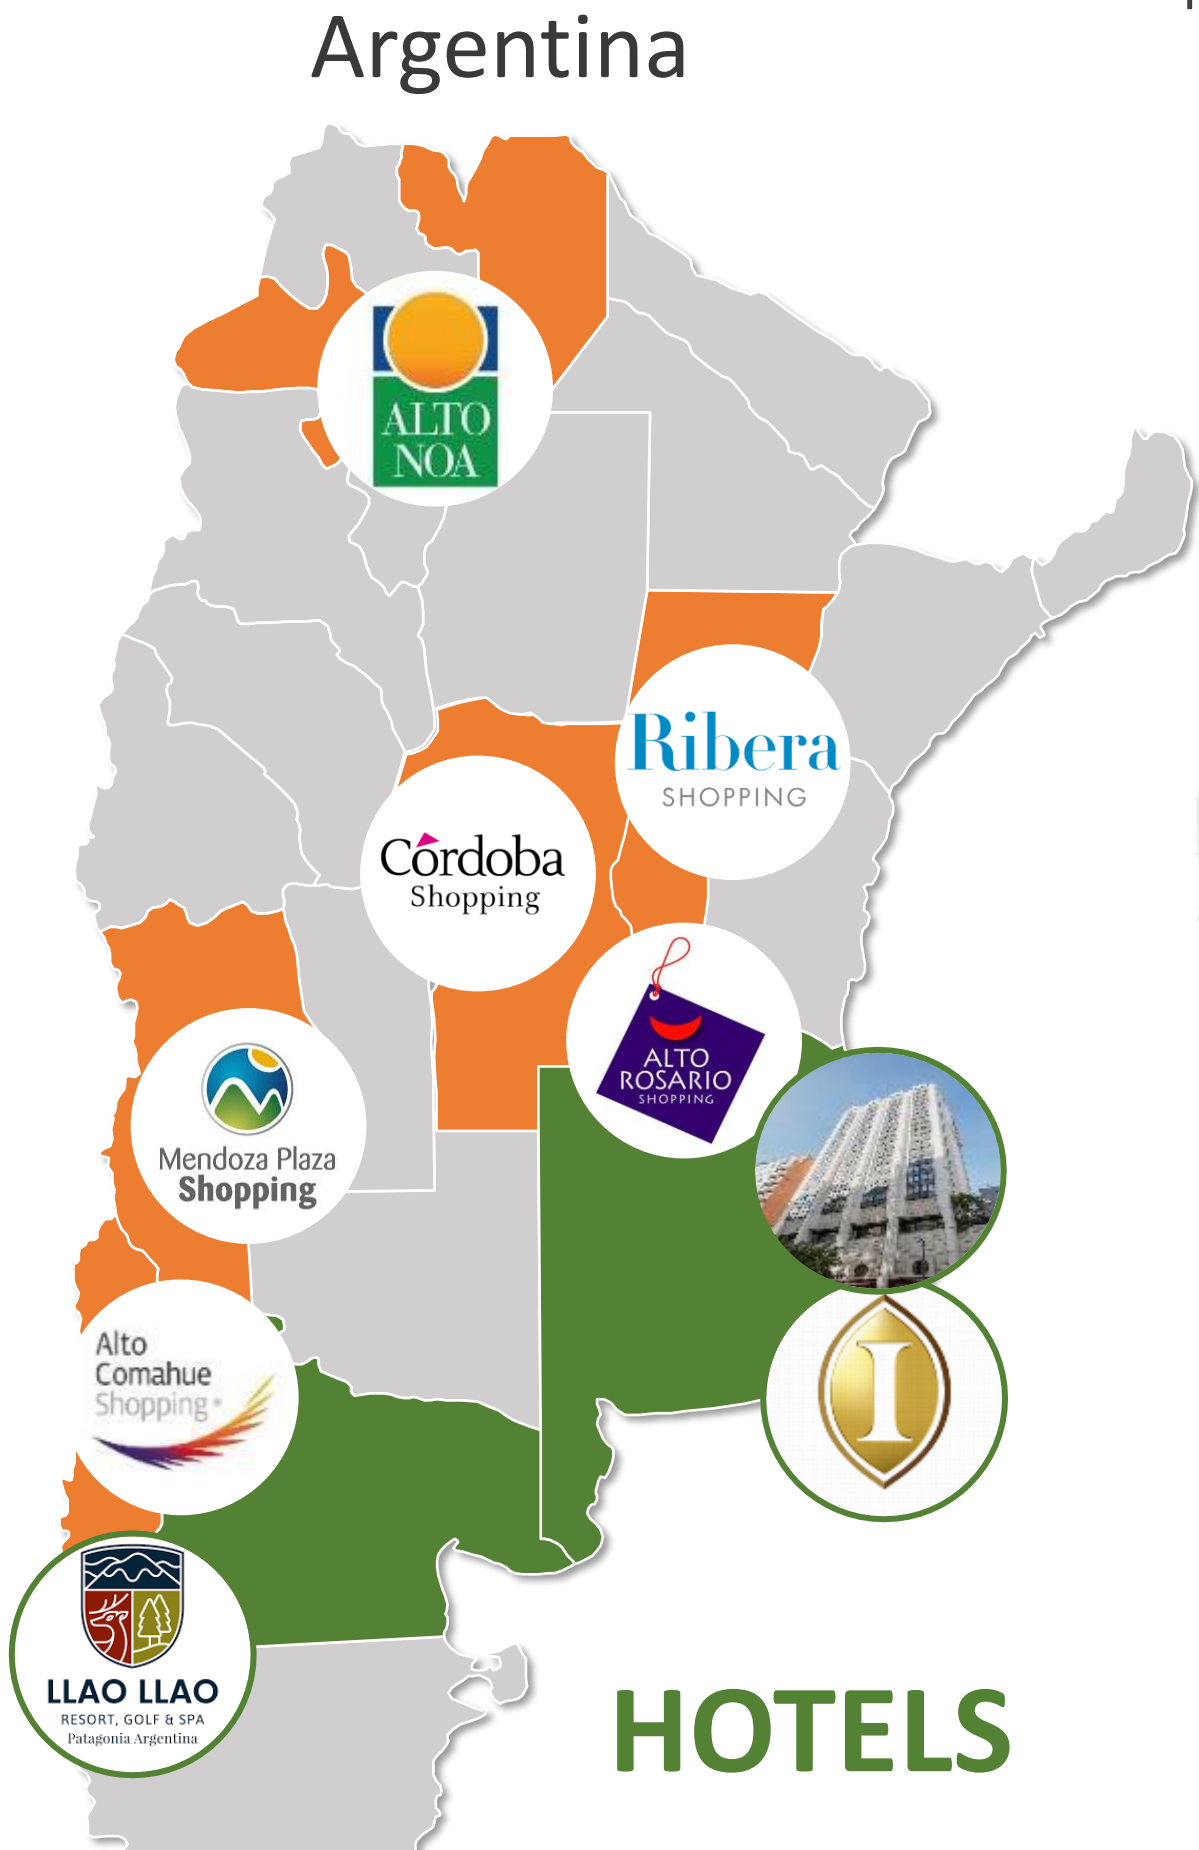 Argentina
ALTO
NOA
Ribera
SHOPPING
Córdoba
Shopping
ALTO
ROSARIO
SHOPPING
Mendoza Plaza
Shopping
Alto
Comahue
Shopping
I
LLAO LLAO
RESORT, GOLF & SPA
Patagonia Argentina
HOTELS